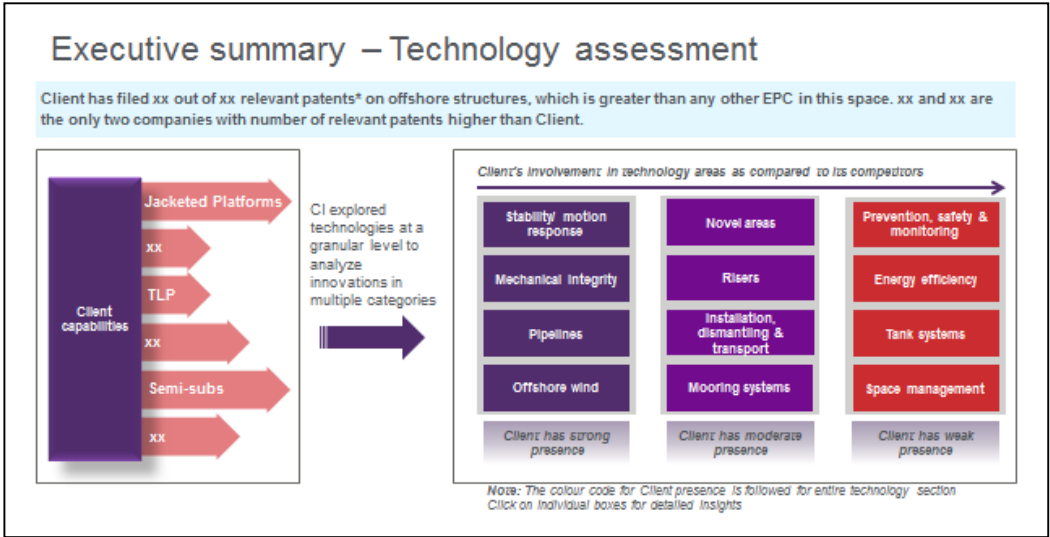 Executive summary – Technology assessment
Client has filed xx out of xx relevant patents* on offshore structures, which is greater than any other EPC in this space. xx and xx are
the only two companies with number of relevant patents higher than Client.
Client
capabilities
Jacketed Platforms
xx
TLP
xx
Semi-subs
xx
CI explored
technologies at a
granular level to
analyze
innovations in
multiple categories
Client's involvement in technology areas as compared to its competitors
Stability/ motion
response
Mechanical integrity
Pipelines
Offshore wind
Client has strong
presence
Novel areas
Risers
Installation,
dismantling &
transport
Mooring systems
Client has moderate
presence
Prevention, safety &
monitoring
Energy efficiency
Tank systems
Space management
Client has weak
presence
Note: The colour code for Client presence is followed for entire technology section
Click on individual boxes for detailed insights